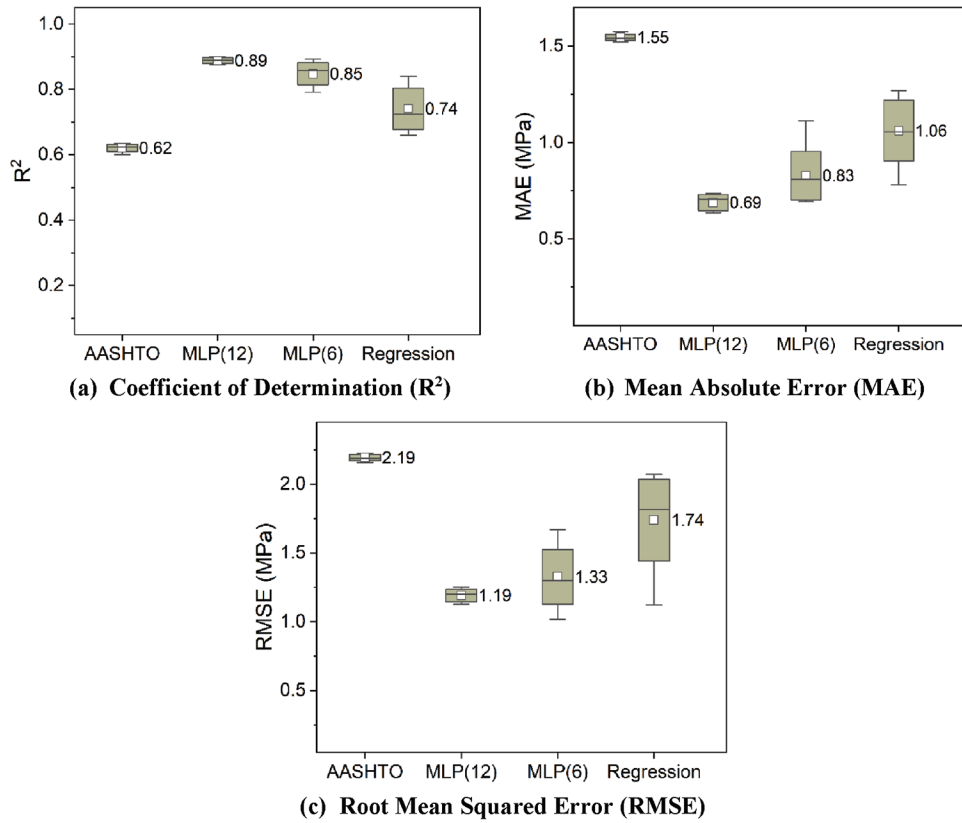 1.0
0.8
0.6
0.4
0.2
R²
0.62
0.89
0.85
0.74
AASHTO MLP(12) MLP(6) Regression
(a) Coefficient of Determination (R²)
1.5
1.0
0.5
MAE (MPa)
1.55
0.69
0.83
1.06
AASHTO MLP(12) MLP(6) Regression
(b) Mean Absolute Error (MAE)
2.0
1.5
1.0
0.5
RMSE (MPa)
2.19
1.19
1.33
1.74
AASHTO MLP(12) MLP(6) Regression
(c) Root Mean Squared Error (RMSE)